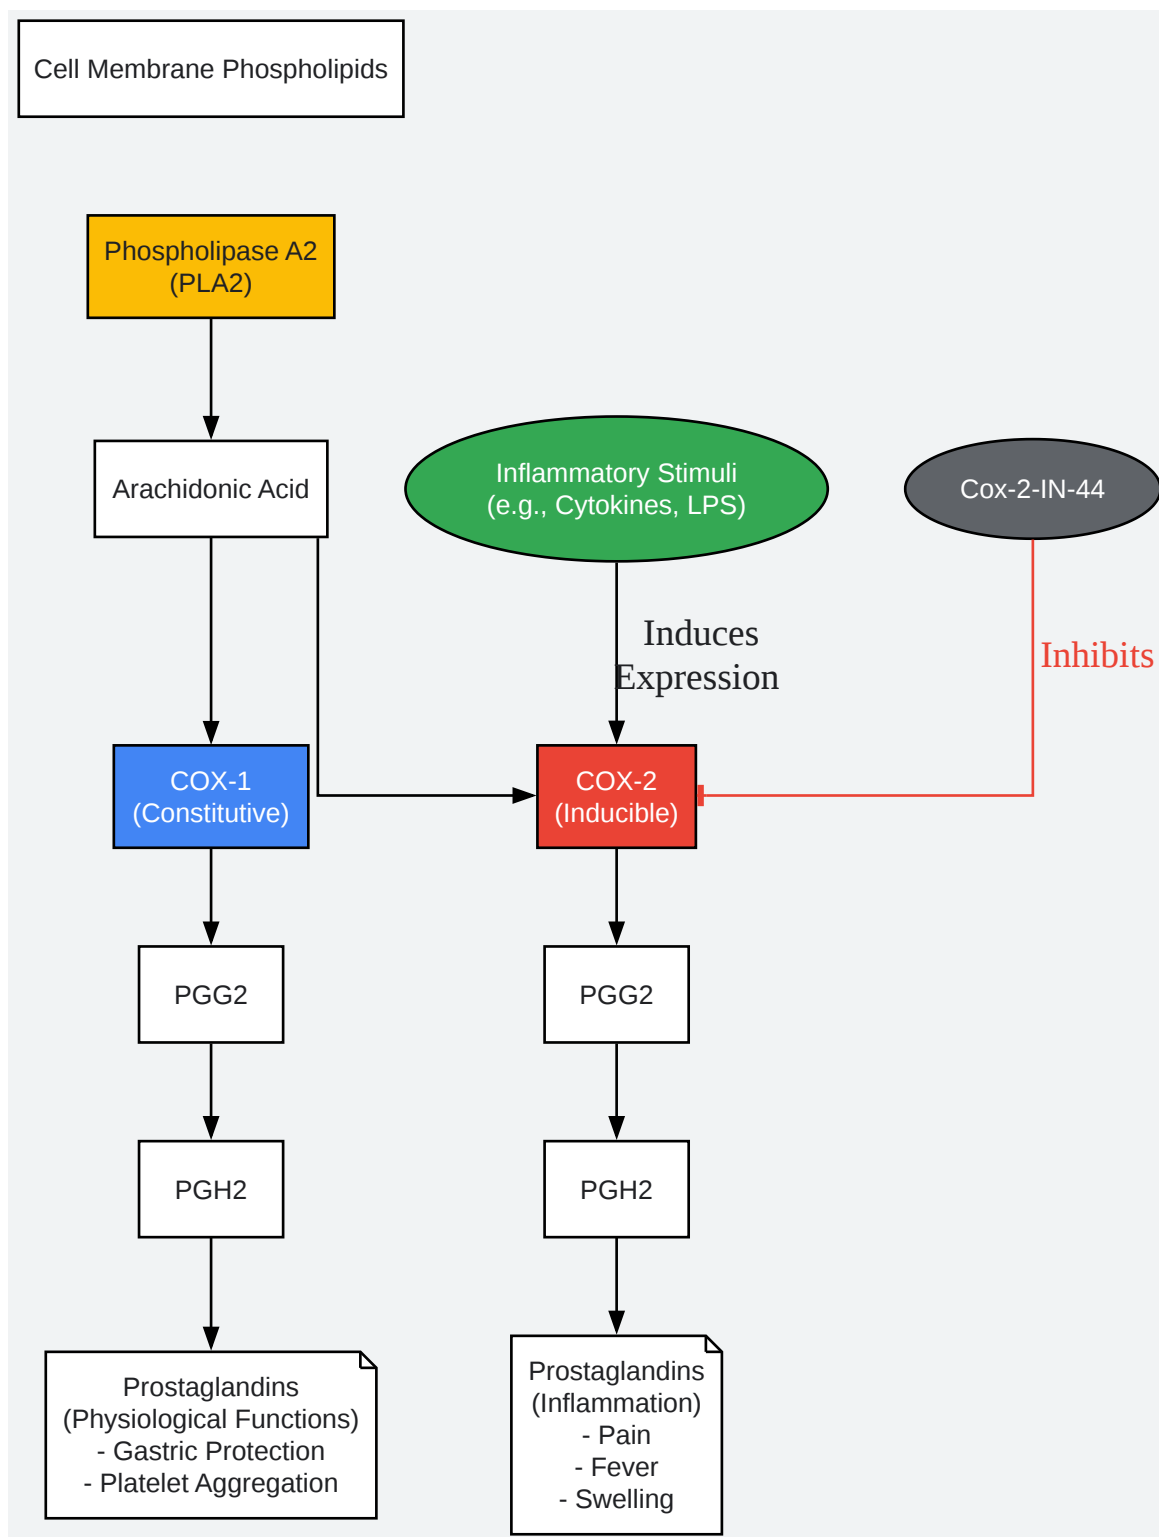 Cell Membrane Phospholipids
Phospholipase A2
(PLA2)
Arachidonic Acid
Inflammatory Stimuli
(e.g., Cytokines, LPS)
Cox-2-IN-44
Induces
Expression
Inhibits
COX-1
(Constitutive)
COX-2
(Inducible)
PGG2
PGG2
PGH2
PGH2
Prostaglandins
(Physiological Functions)
- Gastric Protection
- Platelet Aggregation
Prostaglandins
(Inflammation)
- Pain
- Fever
- Swelling